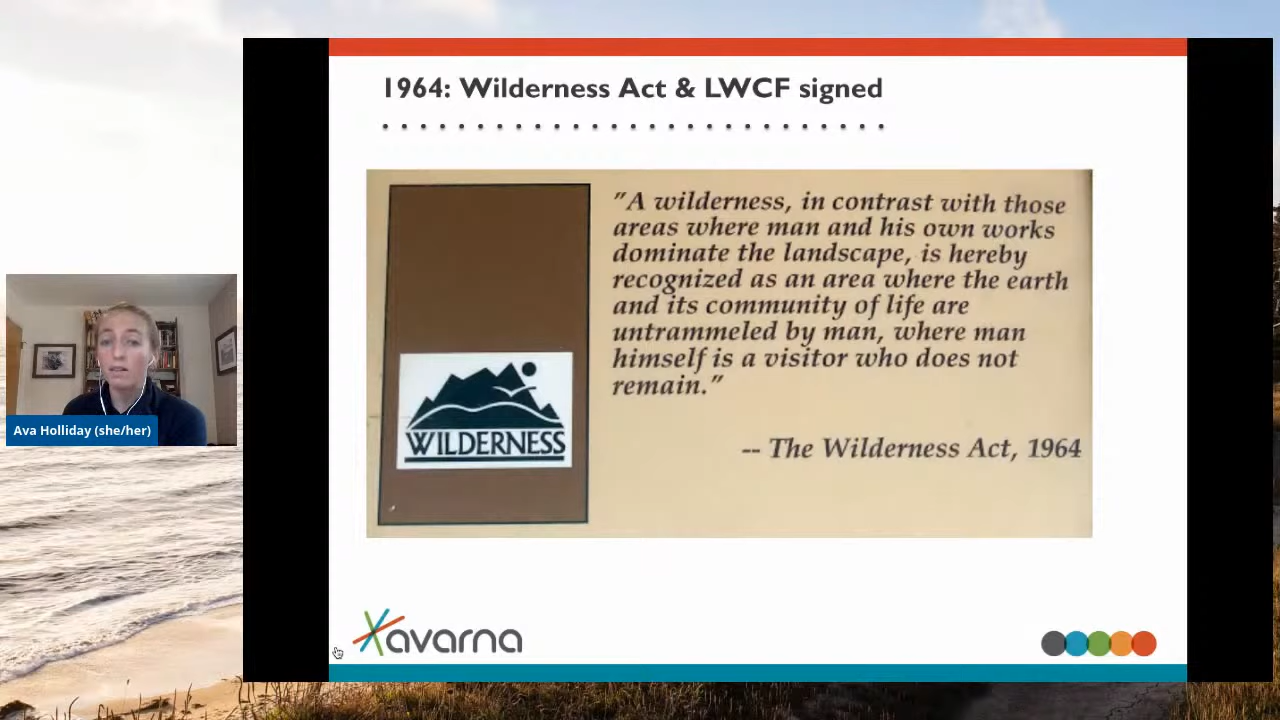 1964: Wilderness Act & LWCF signed
"A wilderness, in contrast with those
areas where man and his own works
dominate the landscape, is hereby
recognized as an area where the earth
and its community of life are
untrammeled by man, where man
himself is a visitor who does not
remain."
-- The Wilderness Act, 1964
WILDERNESS
Ava Holliday (she/her)
avarna